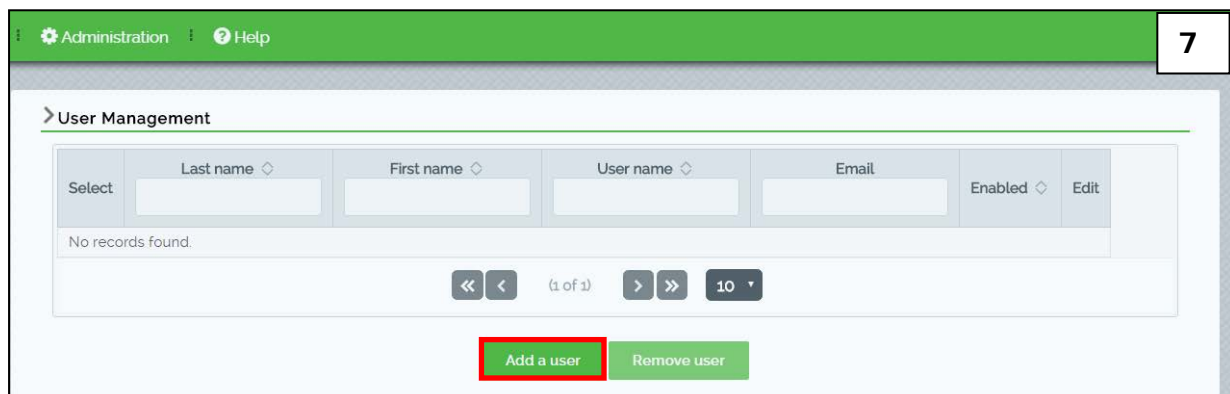 Administration Help
7
User Management
Select Last name First name User name Email Enabled Edit
No records found.
(1 of 1) 10
Add a user Remove user